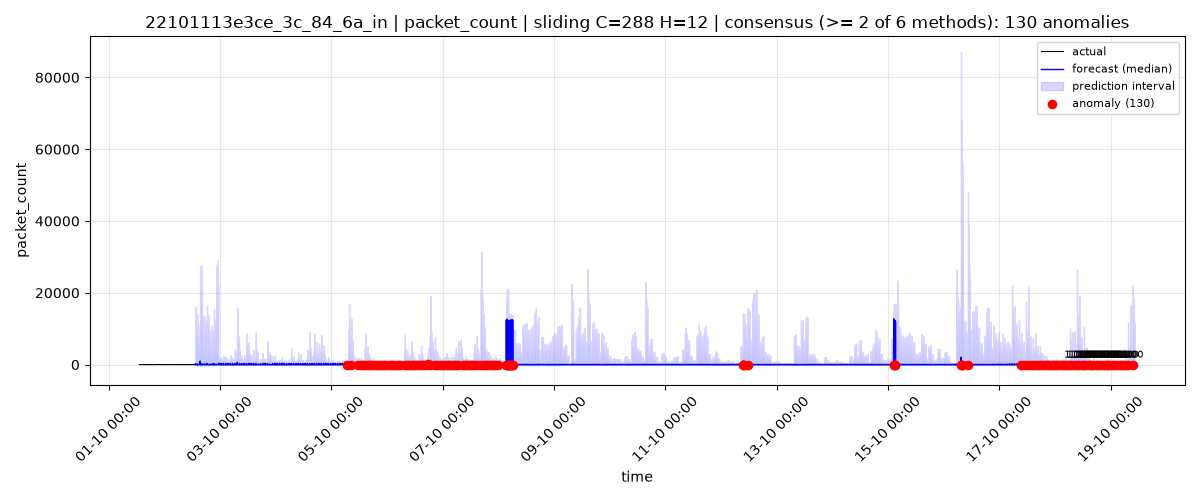 22101113e3ce_3c_84_6a_in | packet_count | sliding C=288 H=12 | consensus (>= 2 of 6 methods): 130 anomalies
actual
forecast (median)
prediction interval
anomaly (130)
packet_count
80000
60000
40000
20000
0
01-10 00:00
03-10 00:00
05-10 00:00
07-10 00:00
09-10 00:00
11-10 00:00
13-10 00:00
15-10 00:00
17-10 00:00
19-10 00:00
time